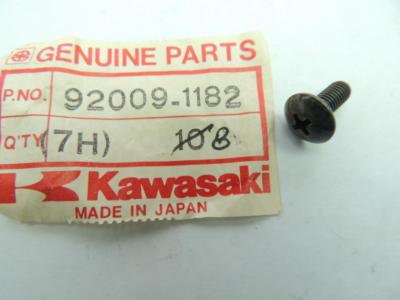 GENUINE PARTS
P.NO. 92009-1182
Q'TY (7H) 10 8
Kawasaki
MADE IN JAPAN